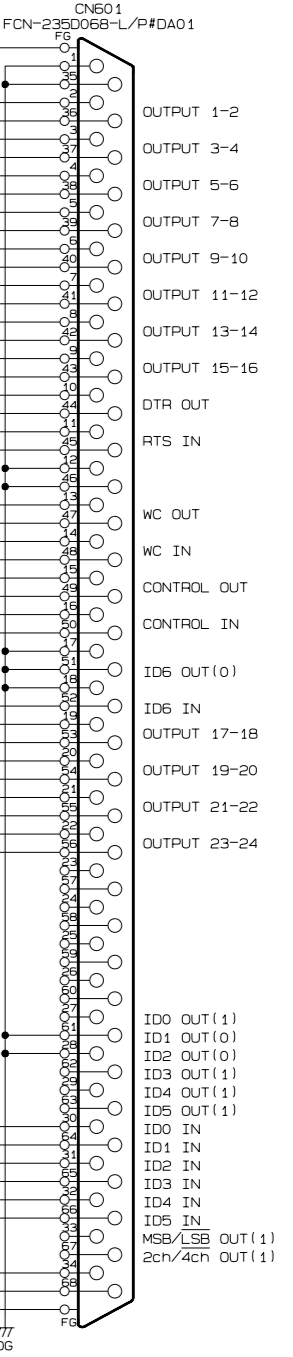 CN601
FCN-235D068-L/P#DA01
FG
1
35
2
36 OUTPUT 1-2
3
37 OUTPUT 3-4
4
38 OUTPUT 5-6
5
39 OUTPUT 7-8
6
40 OUTPUT 9-10
7
41 OUTPUT 11-12
8
42 OUTPUT 13-14
9
43 OUTPUT 15-16
10
44 DTR OUT
11
45 RTS IN
12
46
13
47 WC OUT
14
48 WC IN
15
49 CONTROL OUT
16
50 CONTROL IN
17
51 ID6 OUT(0)
18
52 ID6 IN
19
53 OUTPUT 17-18
20
54 OUTPUT 19-20
21
55 OUTPUT 21-22
22
56 OUTPUT 23-24
23
57
24
58
25
59
26
60
27 ID0 OUT(1)
61 ID1 OUT(0)
28 ID2 OUT(0)
62 ID3 OUT(1)
29 ID4 OUT(1)
63 ID5 OUT(1)
30 ID0 IN
64 ID1 IN
31 ID2 IN
65 ID3 IN
32 ID4 IN
66 ID5 IN
33 MSB/LSB OUT(1)
67 2ch/4ch OUT(1)
34
68
FG